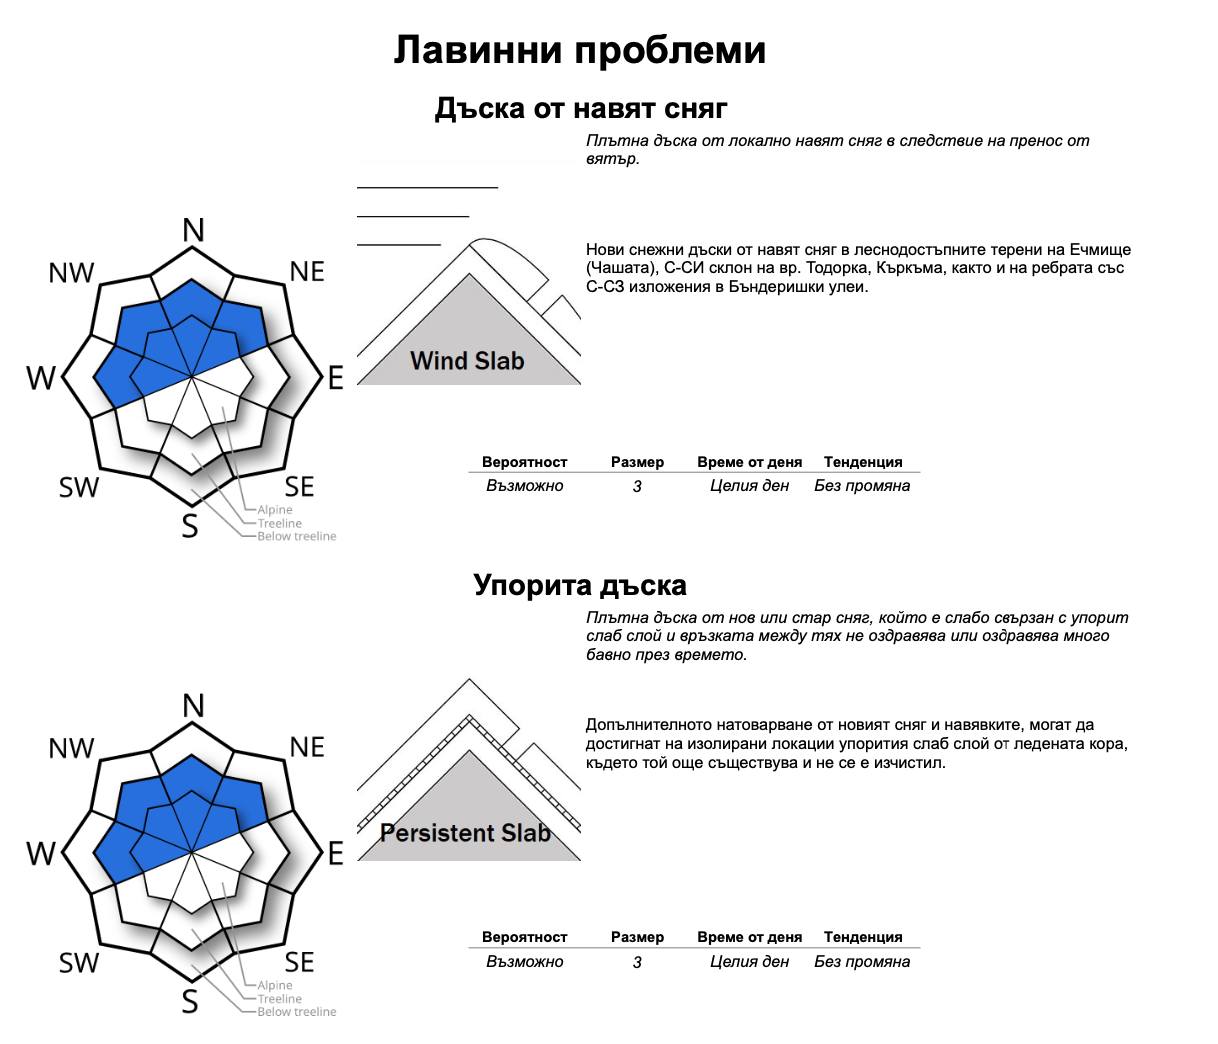 Лавинни проблеми
Дъска от навят сняг
Плътна дъска от локално навят сняг в следствие на пренос от
вятър.
N
NW
NE
W
E
SW
SE
S
Alpine
Treeline
Below treeline
Wind Slab
Нови снежни дъски от навят сняг в леснодостъпните терени на Ечмище
(Чашата), С-СИ склон на вр. Тодорка, Къркъма, както и на ребрата със
С-СЗ изложения в Бъндеришки улеи.
Вероятност Размер Време от деня Тенденция
Възможно 3 Целия ден Без промяна
Упорита дъска
Плътна дъска от нов или стар сняг, който е слабо свързан с упорит
слаб слой и връзката между тях не оздравява или оздравява много
бавно през времето.
N
NW
NE
W
E
SW
SE
S
Alpine
Treeline
Below treeline
Persistent Slab
Допълнителното натоварване от новият сняг и навявките, могат да
достигнат на изолирани локации упорития слаб слой от ледената кора,
където той още съществува и не се е изчистил.
Вероятност Размер Време от деня Тенденция
Възможно 3 Целия ден Без промяна